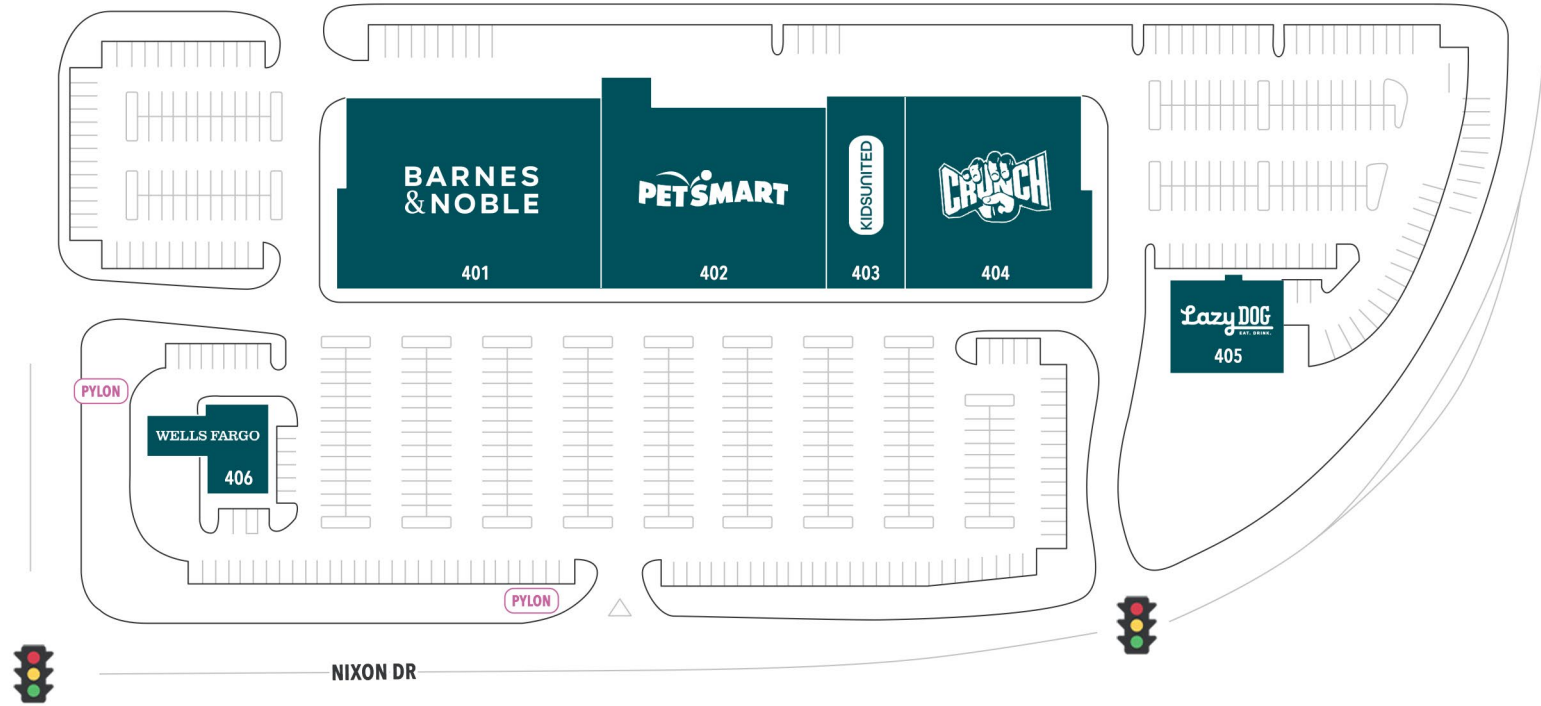 BARNES
& NOBLE
401
PETSMART
402
KIDSUNITED
403
CRUNCH
404
Lazy DOG
EAT. DRINK.
405
PYLON
WELLS FARGO
406
PYLON
NIXON DR